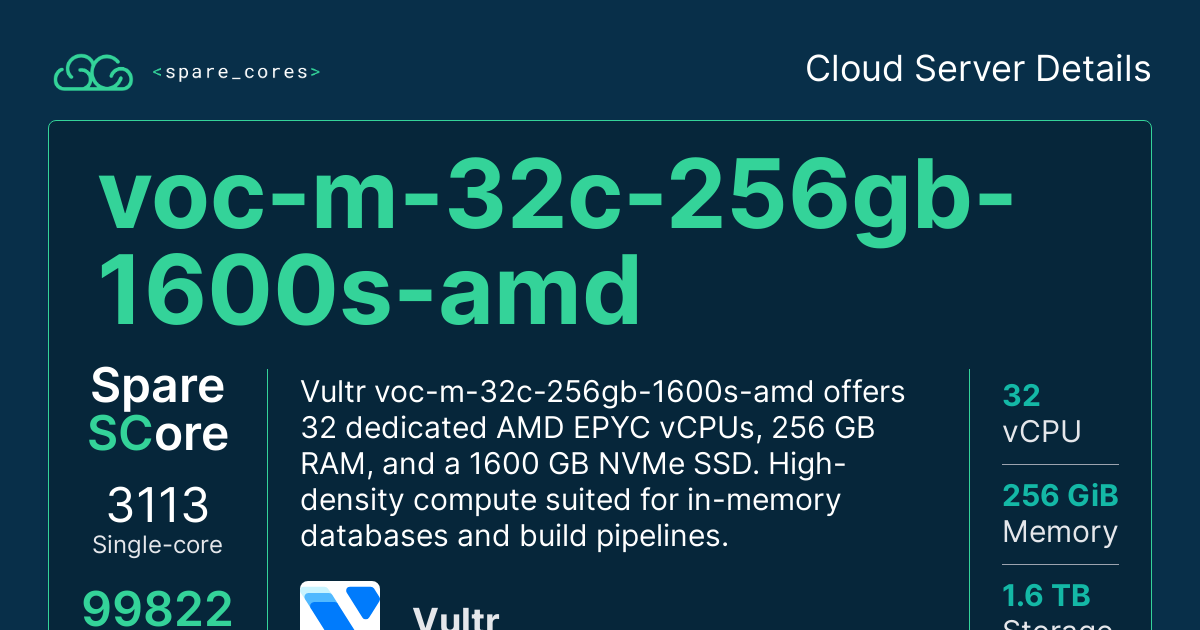 <spare_cores>
Cloud Server Details
voc-m-32c-256gb-
1600s-amd
Spare
SCore
3113
Single-core
99822
Vultr voc-m-32c-256gb-1600s-amd offers
32 dedicated AMD EPYC vCPUs, 256 GB
RAM, and a 1600 GB NVMe SSD. High-
density compute suited for in-memory
databases and build pipelines.
Vultr
32
vCPU
256 GiB
Memory
1.6 TB
Storage